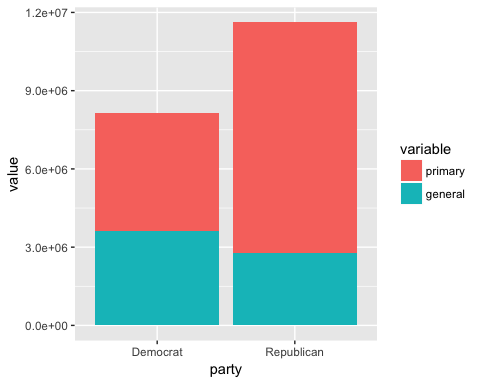 1.2e+07
9.0e+06
6.0e+06
3.0e+06
0.0e+00
value
Democrat
Republican
party
variable
primary
general